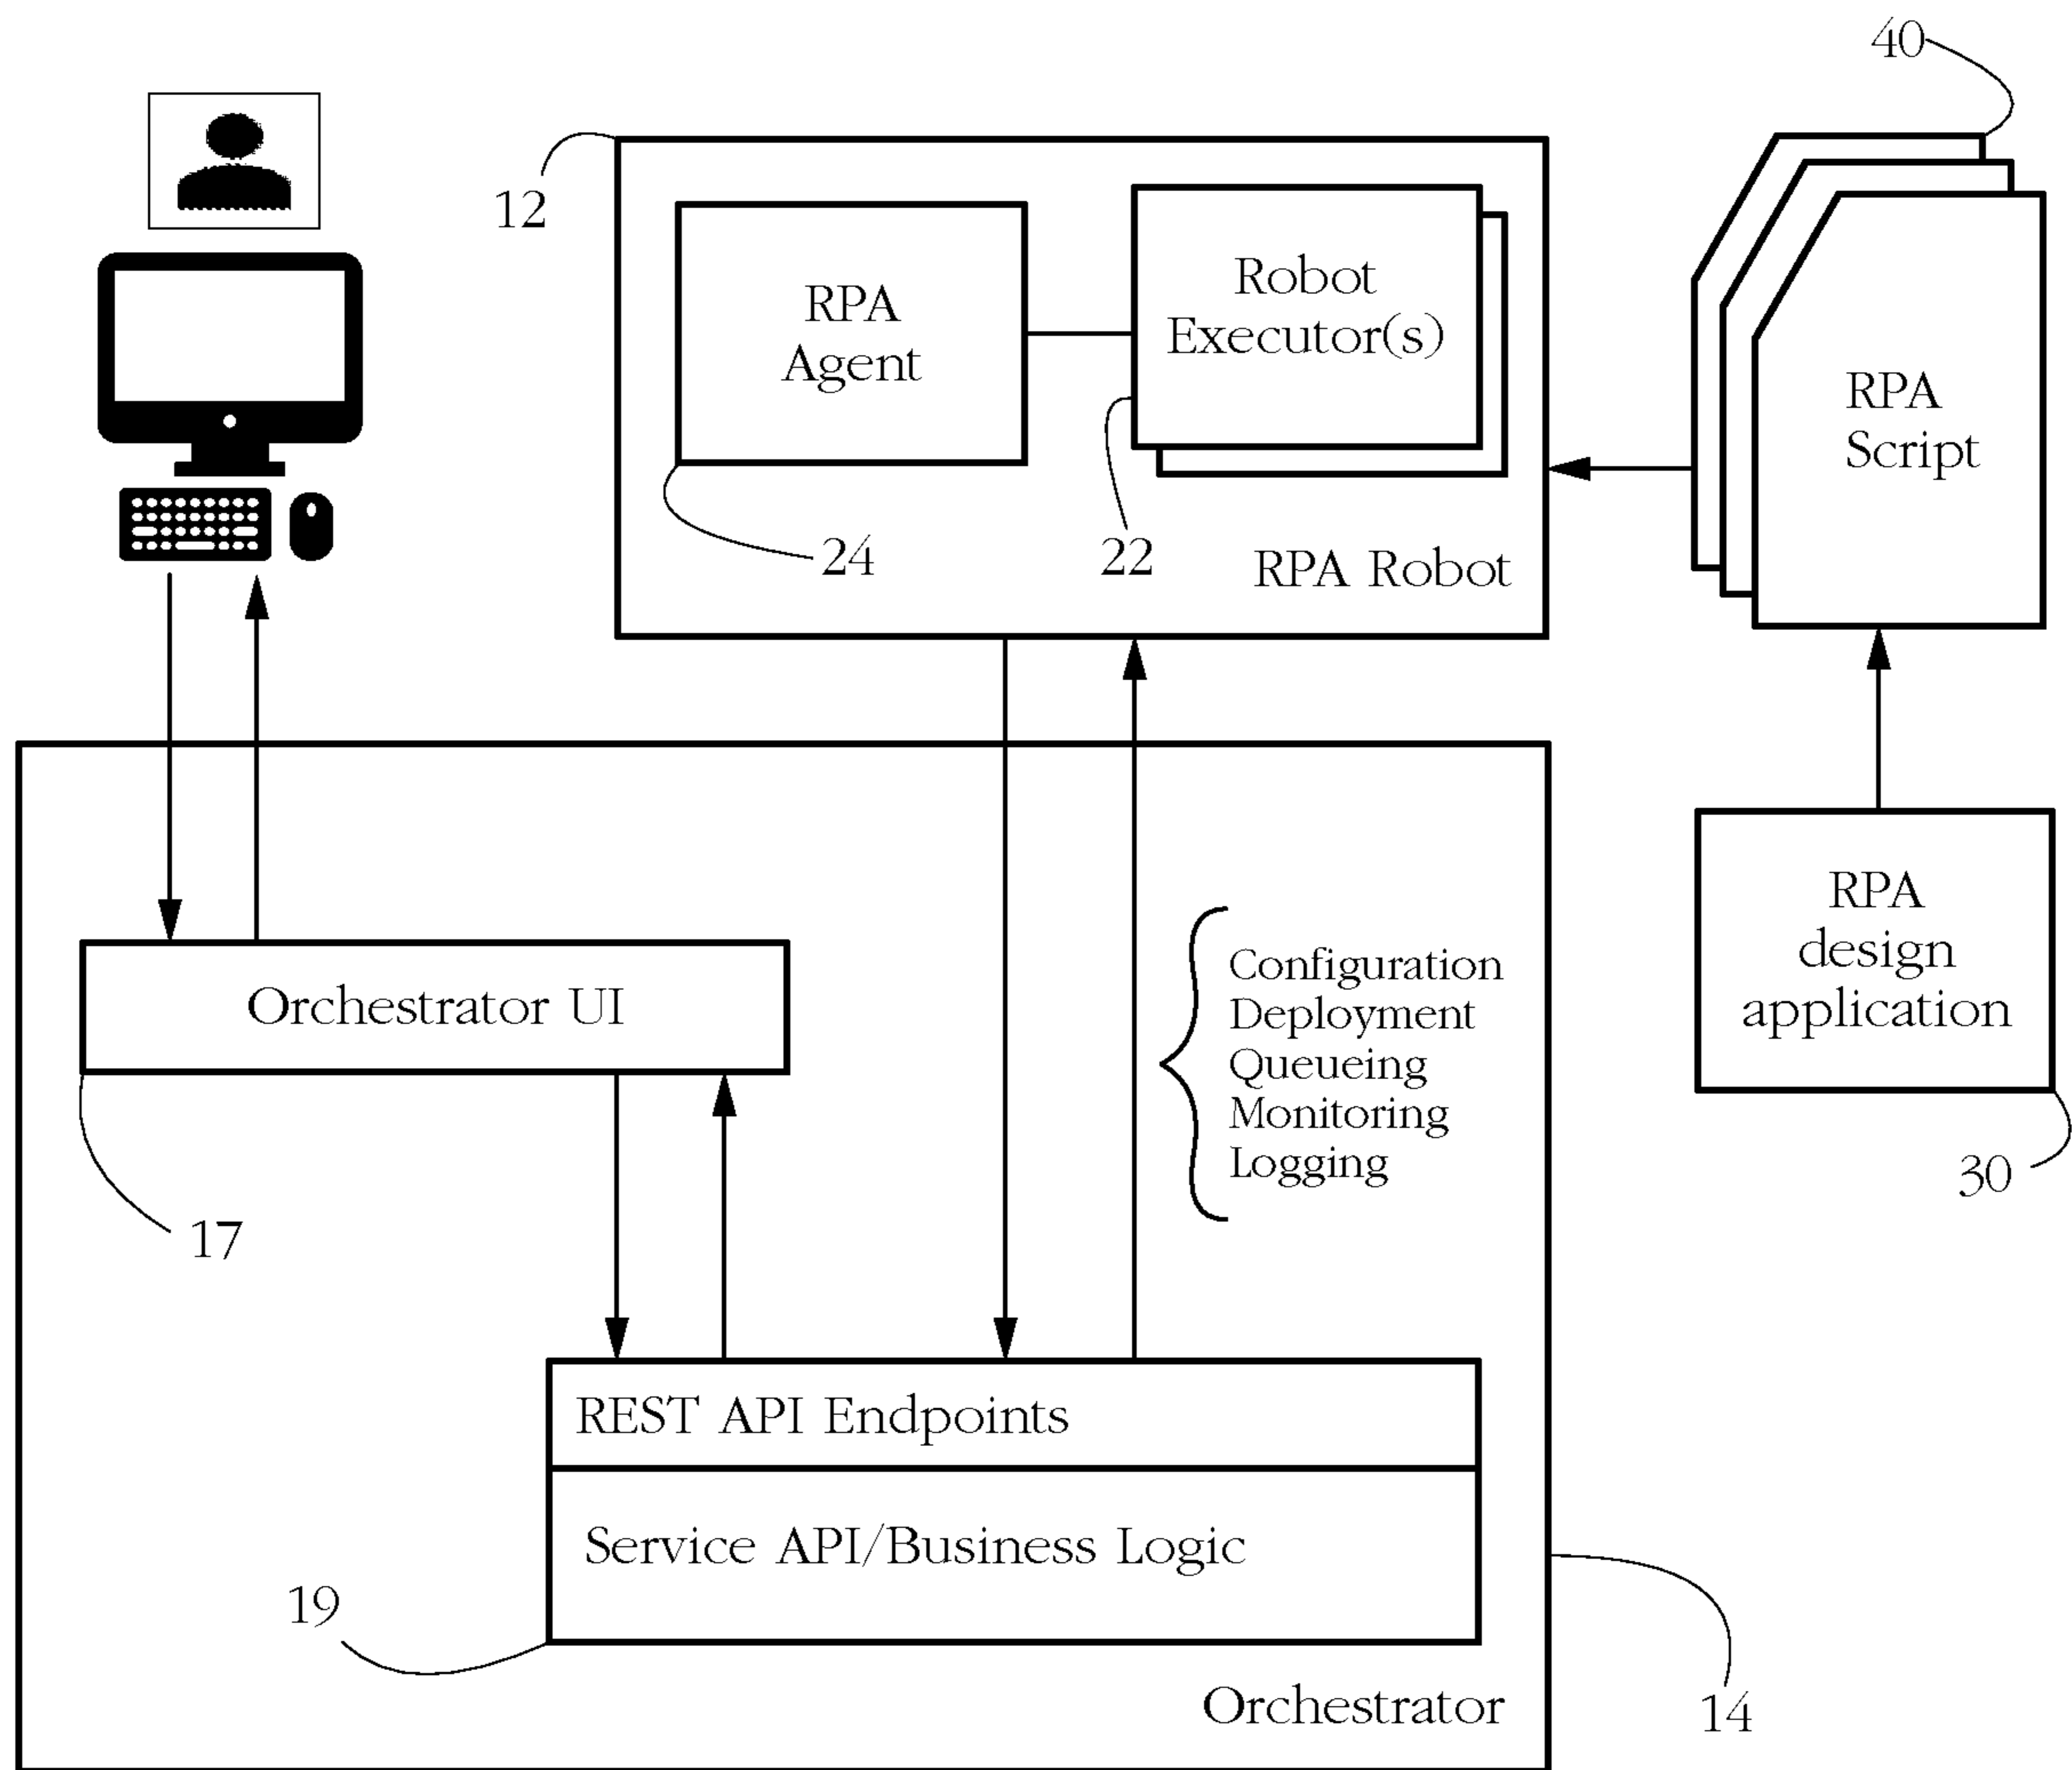 40
12
RPA
Agent
Robot
Executor(s)
RPA
Script
24
22
RPA Robot
RPA
design
application
30
Orchestrator UI
17
Configuration
Deployment
Queueing
Monitoring
Logging
REST API Endpoints
Service API/Business Logic
19
Orchestrator
14